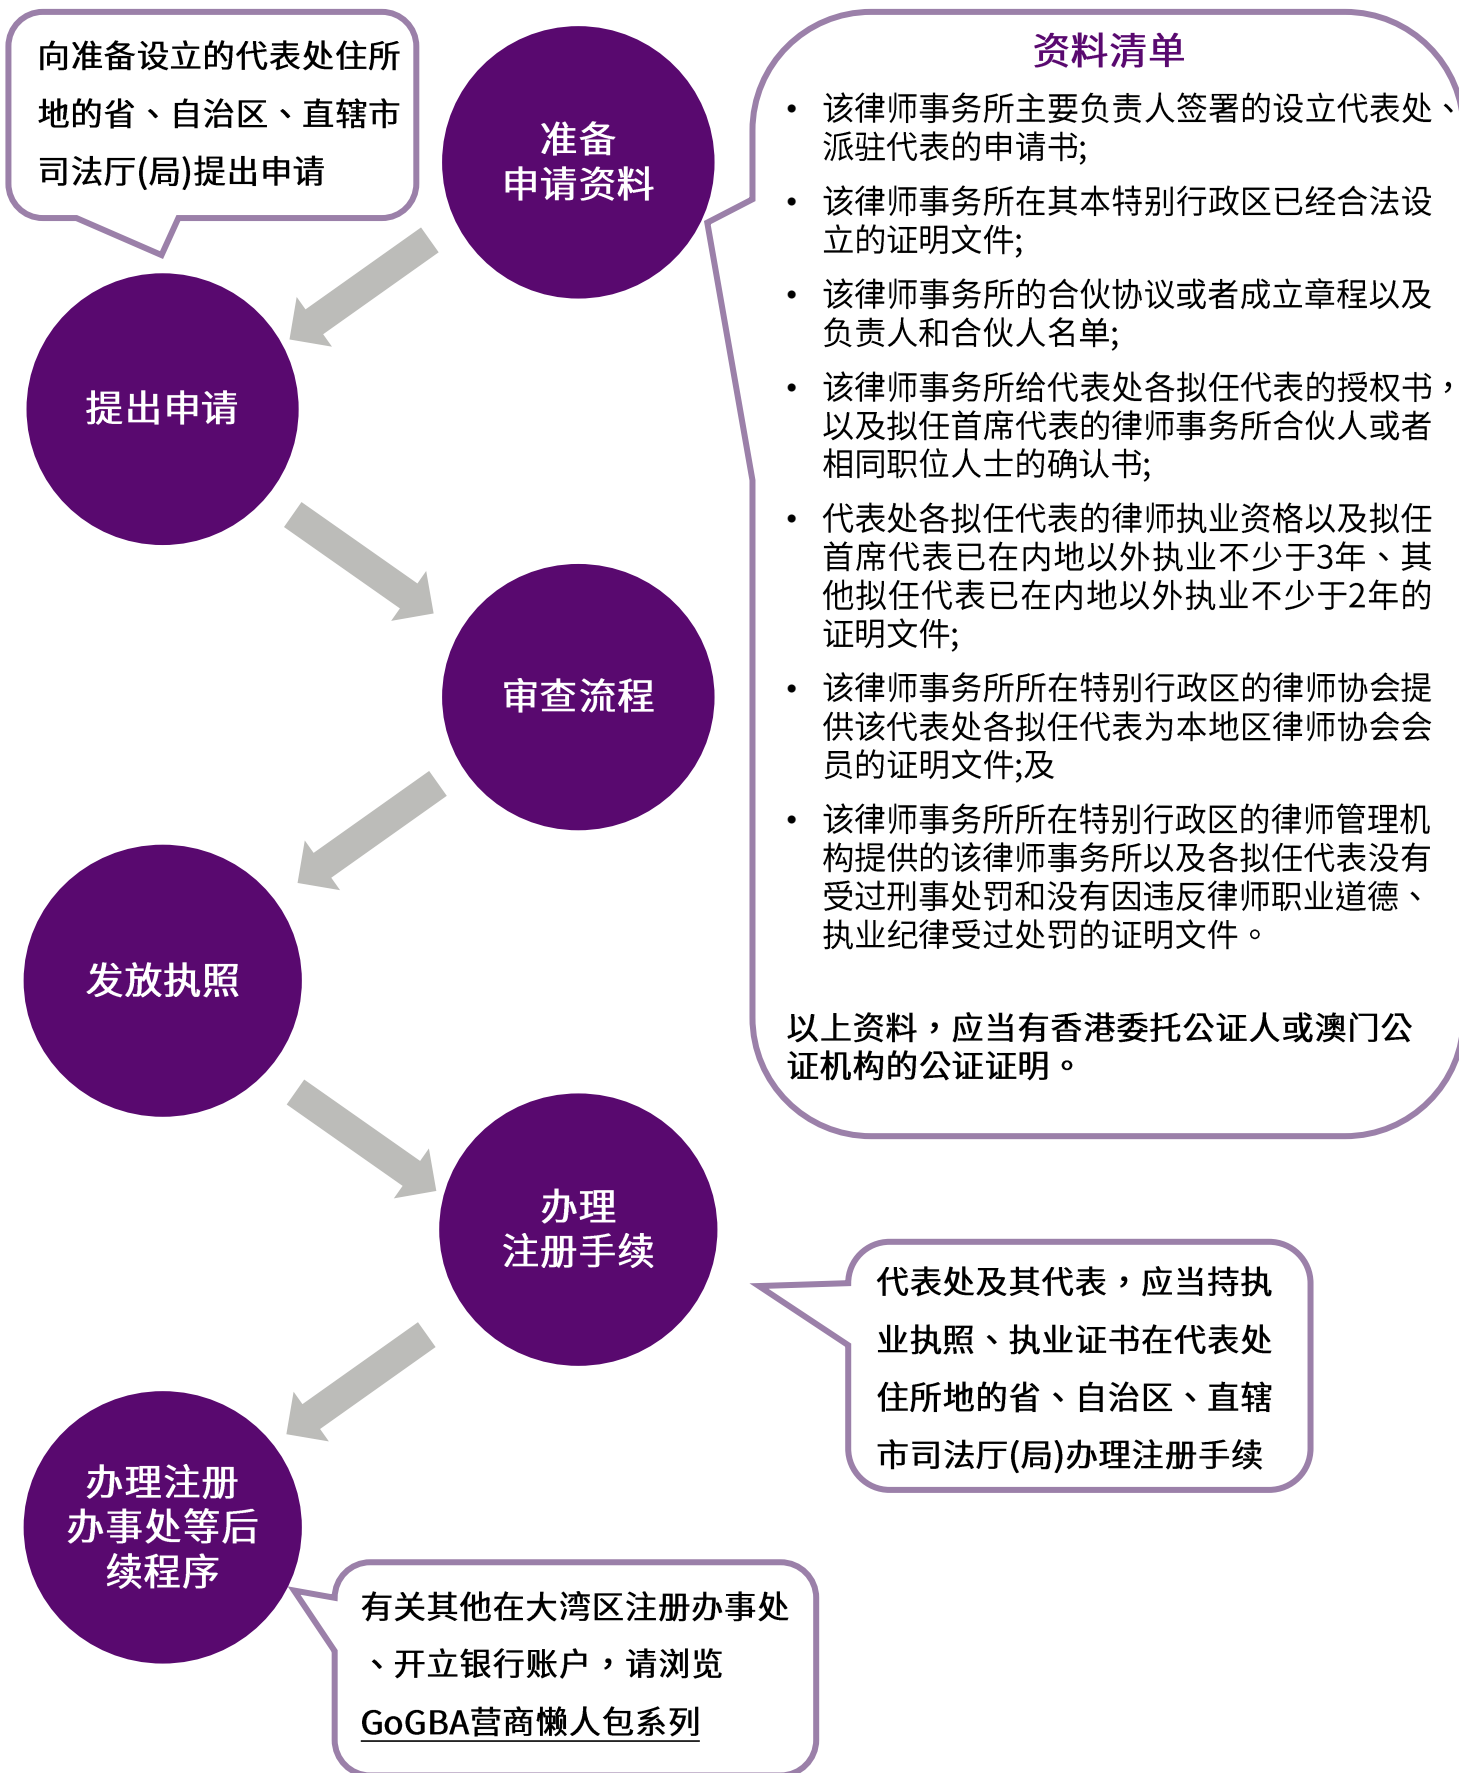 向准备设立的代表处住所
地的省、自治区、直辖市
司法厅(局)提出申请
准备
申请资料
资料清单
• 该律师事务所主要负责人签署的设立代表处、
派驻代表的申请书;
• 该律师事务所在其本特别行政区已经合法设
立的证明文件;
• 该律师事务所的合伙协议或者成立章程以及
负责人和合伙人名单;
• 该律师事务所给代表处各拟任代表的授权书，
以及拟任首席代表的律师事务所合伙人或者
相同职位人士的确认书;
• 代表处各拟任代表的律师执业资格以及拟任
首席代表已在内地以外执业不少于3年、其
他拟任代表已在内地以外执业不少于2年的
证明文件;
• 该律师事务所所在特别行政区的律师协会提
供该代表处各拟任代表为本地区律师协会会
员的证明文件;及
• 该律师事务所所在特别行政区的律师管理机
构提供的该律师事务所以及各拟任代表没有
受过刑事处罚和没有因违反律师职业道德、
执业纪律受过处罚的证明文件。
以上资料，应当有香港委托公证人或澳门公
证机构的公证证明。
提出申请
审查流程
发放执照
办理
注册手续
代表处及其代表，应当持执
业执照、执业证书在代表处
住所地的省、自治区、直辖
市司法厅(局)办理注册手续
办理注册
办事处等后
续程序
有关其他在大湾区注册办事处
、开立银行账户，请浏览
GoGBA营商懒人包系列